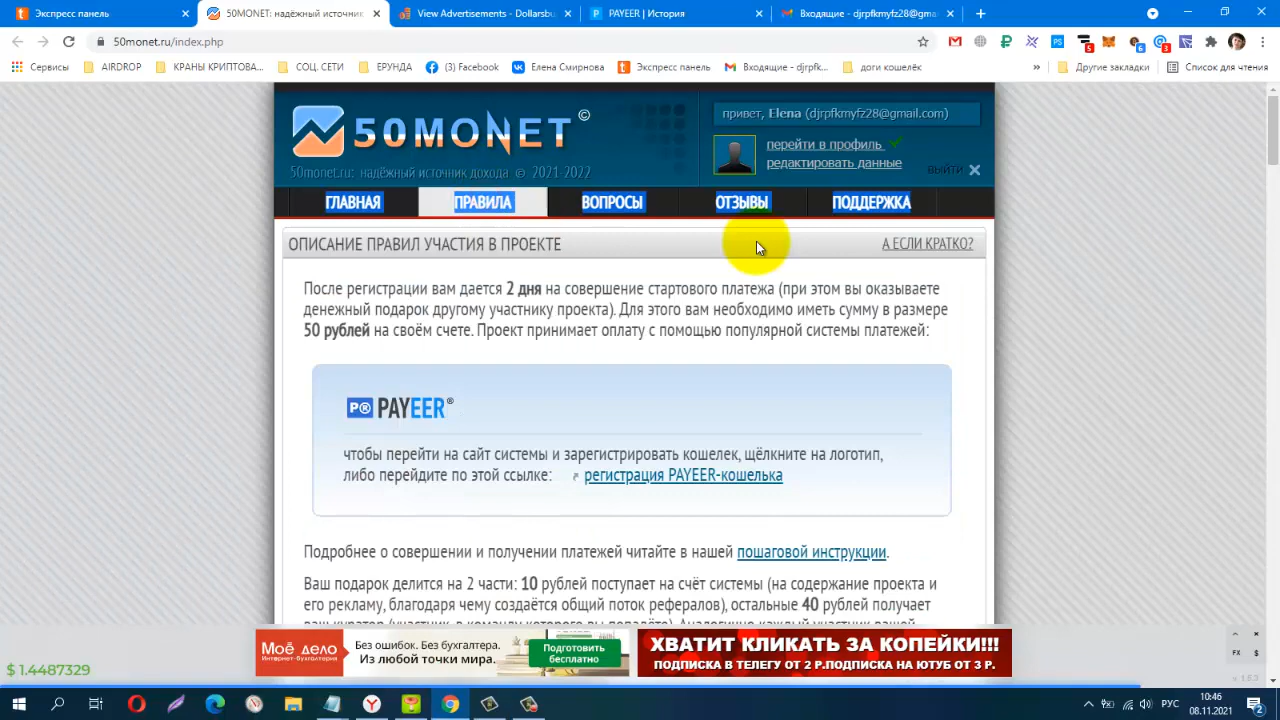 Экспресс панель
50MONET: надёжный источник
View Advertisements - Dollarsbu
PAYEER | История
Входящие - djrpfkmyfz28@gma
50monet.ru/index.php
5
6
3
Сервисы
AIRDROP
КРАНЫ КРИПТОВА...
СОЦ. СЕТИ
ЕРУНДА
(3) Facebook
Елена Смирнова
Экспресс панель
Входящие - djrpfk...
доги кошелёк
»
Другие закладки
Список для чтения
50MONET ©
50monet.ru: надёжный источник дохода © 2021-2022
привет, Elena (djrpfkmyfz28@gmail.com)
перейти в профиль
редактировать данные
выйти
ГЛАВНАЯ
ПРАВИЛА
ВОПРОСЫ
ОТЗЫВЫ
ПОДДЕРЖКА
ОПИСАНИЕ ПРАВИЛ УЧАСТИЯ В ПРОЕКТЕ
А ЕСЛИ КРАТКО?
После регистрации вам дается 2 дня на совершение стартового платежа (при этом вы оказываете
денежный подарок другому участнику проекта). Для этого вам необходимо иметь сумму в размере
50 рублей на своём счете. Проект принимает оплату с помощью популярной системы платежей:
PAYEER®
чтобы перейти на сайт системы и зарегистрировать кошелек, щёлкните на логотип,
либо перейдите по этой ссылке: регистрация PAYEER-кошелька
Подробнее о совершении и получении платежей читайте в нашей пошаговой инструкции.
Ваш подарок делится на 2 части: 10 рублей поступает на счёт системы (на содержание проекта и
его рекламу, благодаря чему создаётся общий поток рефералов), остальные 40 рублей получает
Моё дело
Интернет-бухгалтерия
Без ошибок. Без бухгалтера.
Из любой точки мира.
Подготовить
бесплатно
ХВАТИТ КЛИКАТЬ ЗА КОПЕЙКИ!!!
ПОДПИСКА В ТЕЛЕГУ ОТ 2 Р.ПОДПИСКА НА ЮТУБ ОТ 3 Р.
FX $
v 1.5.3
$ 1.4487329
РУС
10:46
08.11.2021
2